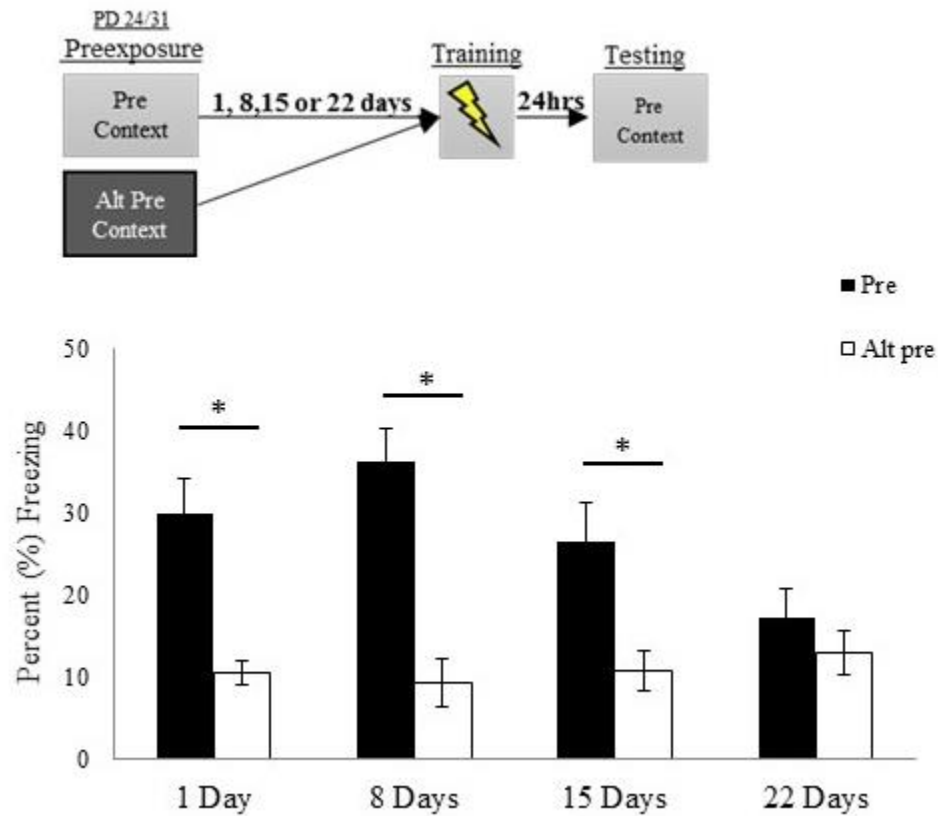 PD 24/31
Preexposure
Training
Testing
Pre
Context
1, 8,15 or 22 days
24hrs
Pre
Context
Alt Pre
Context
Pre
Alt pre
50
40
30
20
10
0
Percent (%) Freezing
*
*
*
1 Day
8 Days
15 Days
22 Days